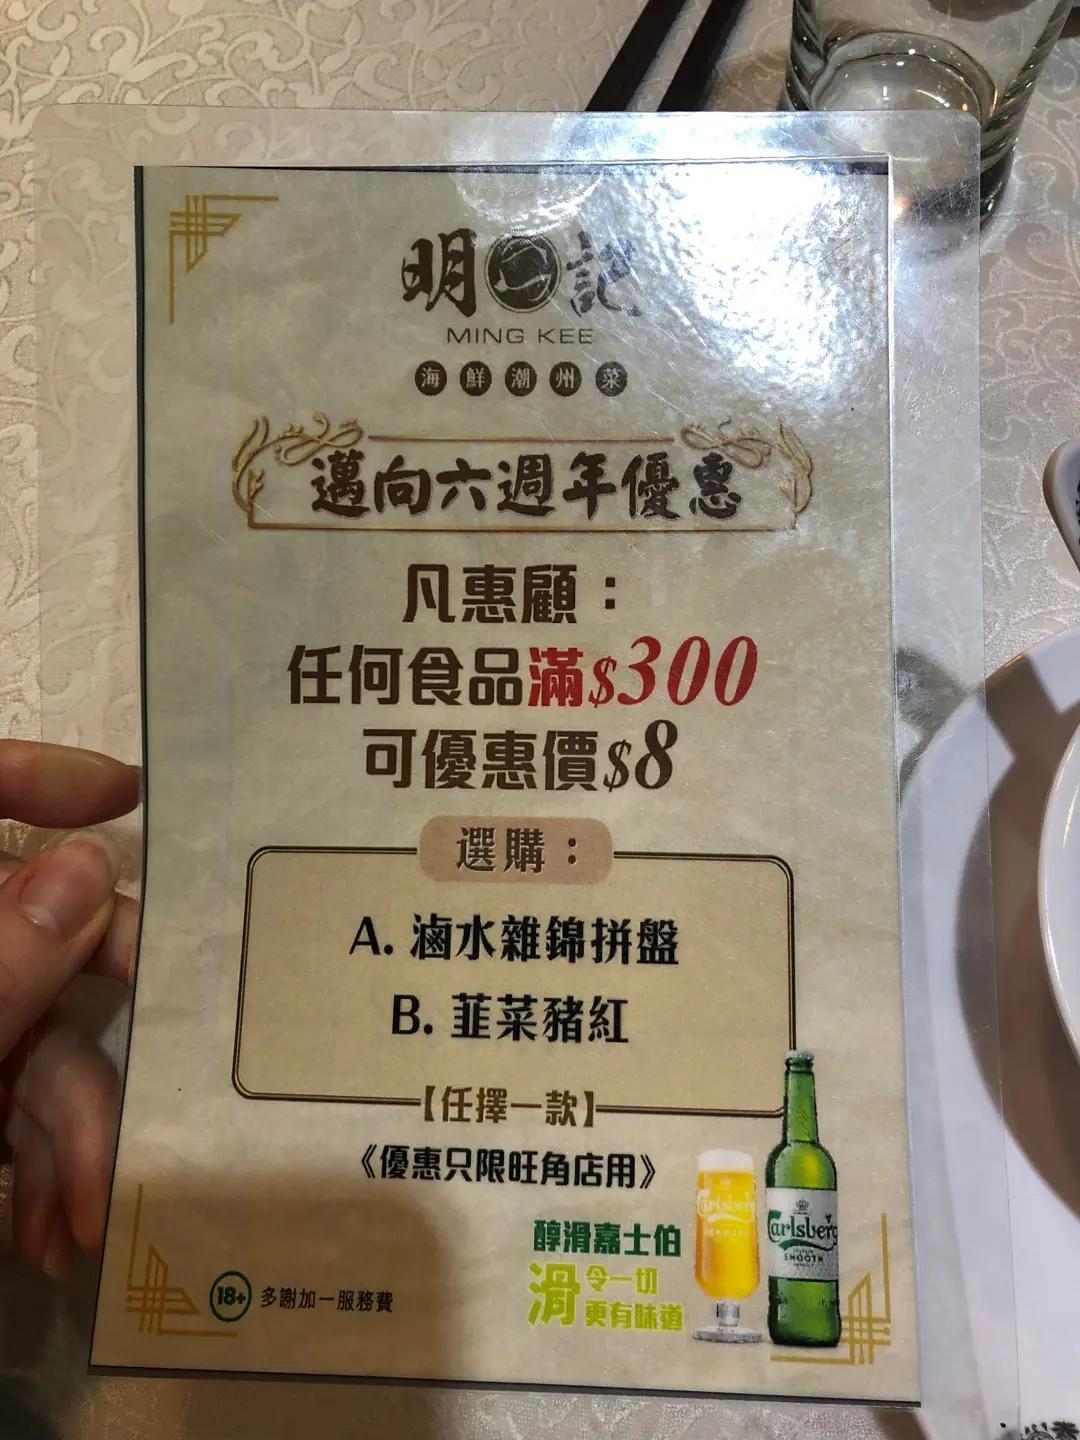 明記
MING KEE
海鮮潮州菜
邁向六週年優惠
凡惠顧：
任何食品滿$300
可優惠價$8
選購：
A. 滷水雜錦拼盤
B. 韮菜豬紅
【任擇一款】
《優惠只限旺角店用》
醇滑嘉士伯
滑令一切
更有味道
Carlsberg
DENMARK
Carlsberg
SMOOTH
18+ 多謝加一服務費